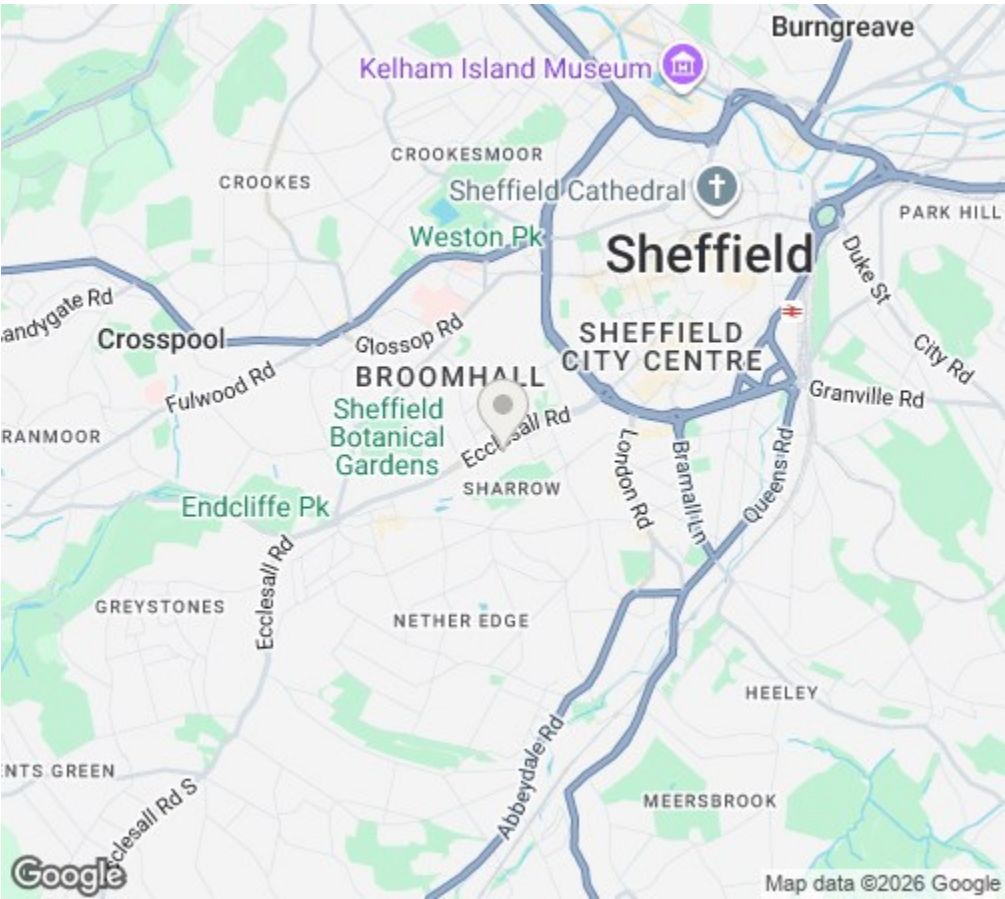 Burngreave
Kelham Island Museum
CROOKESMOOR
CROOKES
Sheffield Cathedral
PARK HILL
Weston Pk
Sheffield
Duke St
andygate Rd
Crosspool
Glossop Rd
SHEFFIELD
CITY CENTRE
City Rd
Fulwood Rd
BROOMHALL
Granville Rd
Sheffield
Botanical
Gardens
Ecclesall Rd
RANMOOR
London Rd
Bramall Ln
Queens Rd
SHARROW
Endcliffe Pk
Ecclesall Rd
GREYSTONES
NETHER EDGE
HEELEY
Abbeydale Rd
ENTS GREEN
cclesall Rd S
MEERSBROOK
Google
Map data ©2026 Google